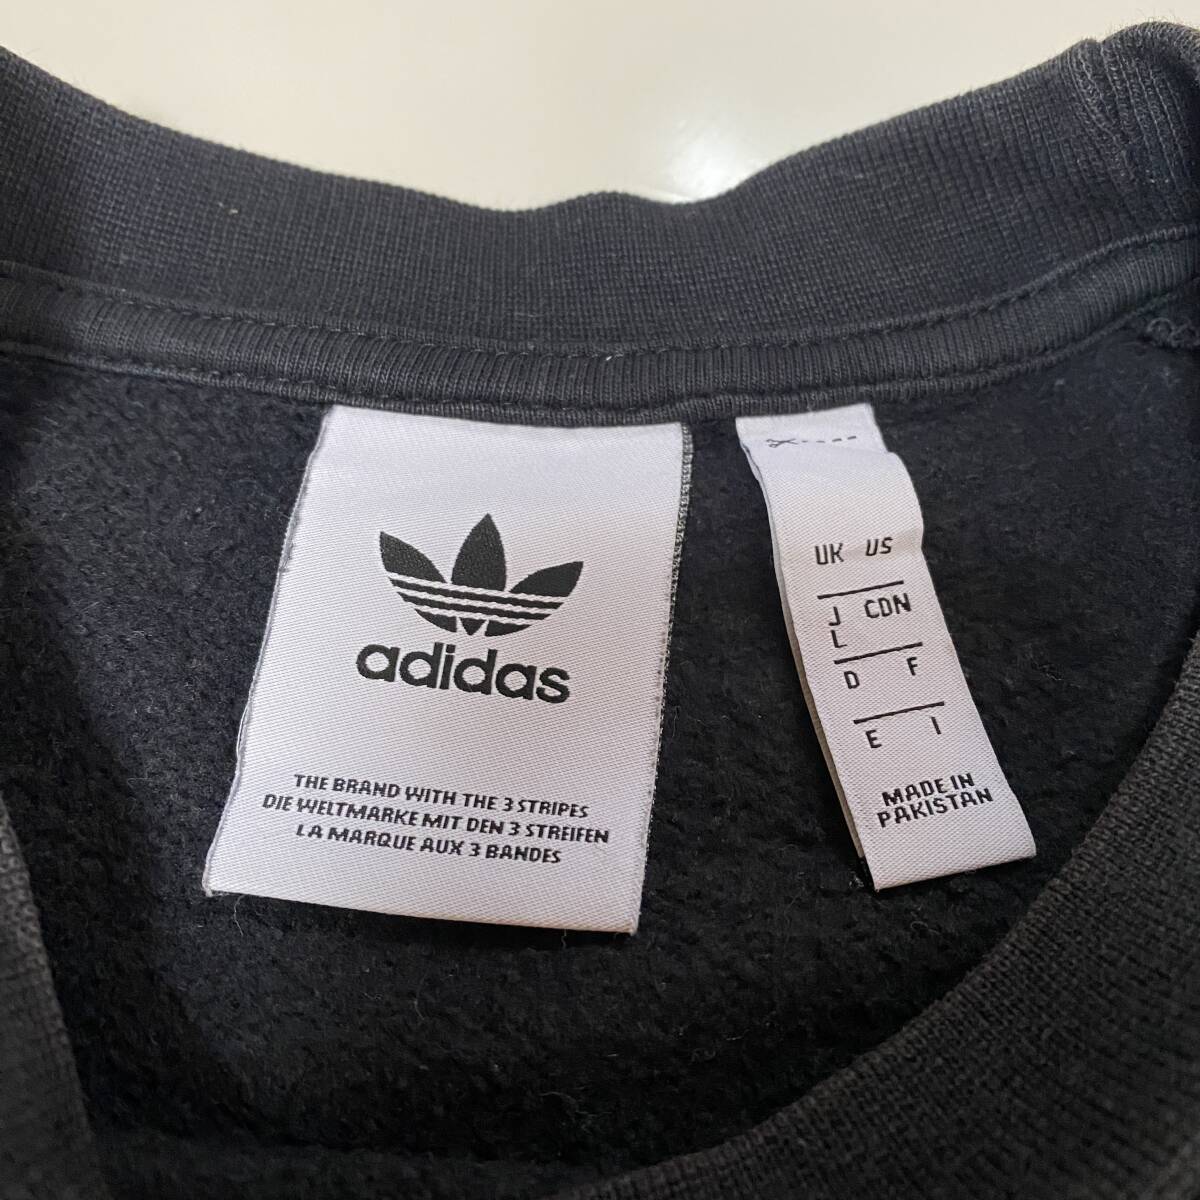 adidas
THE BRAND WITH THE 3 STRIPES
DIE WELTMARKE MIT DEN 3 STREIFEN
LA MARQUE AUX 3 BANDES
UK US
J CDN
L
D F
E I
MADE IN
PAKISTAN